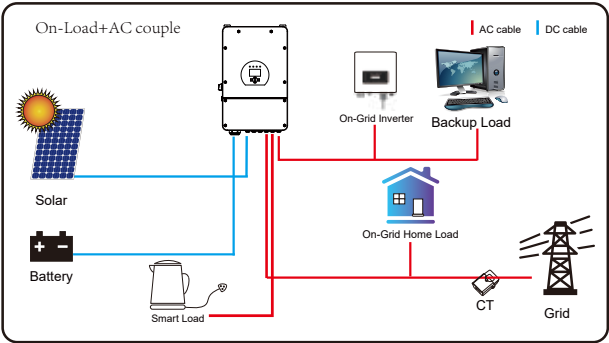 On-Load+AC couple
AC cable
DC cable
On-Grid Inverter
Backup Load
Solar
On-Grid Home Load
Battery
Smart Load
CT
Grid